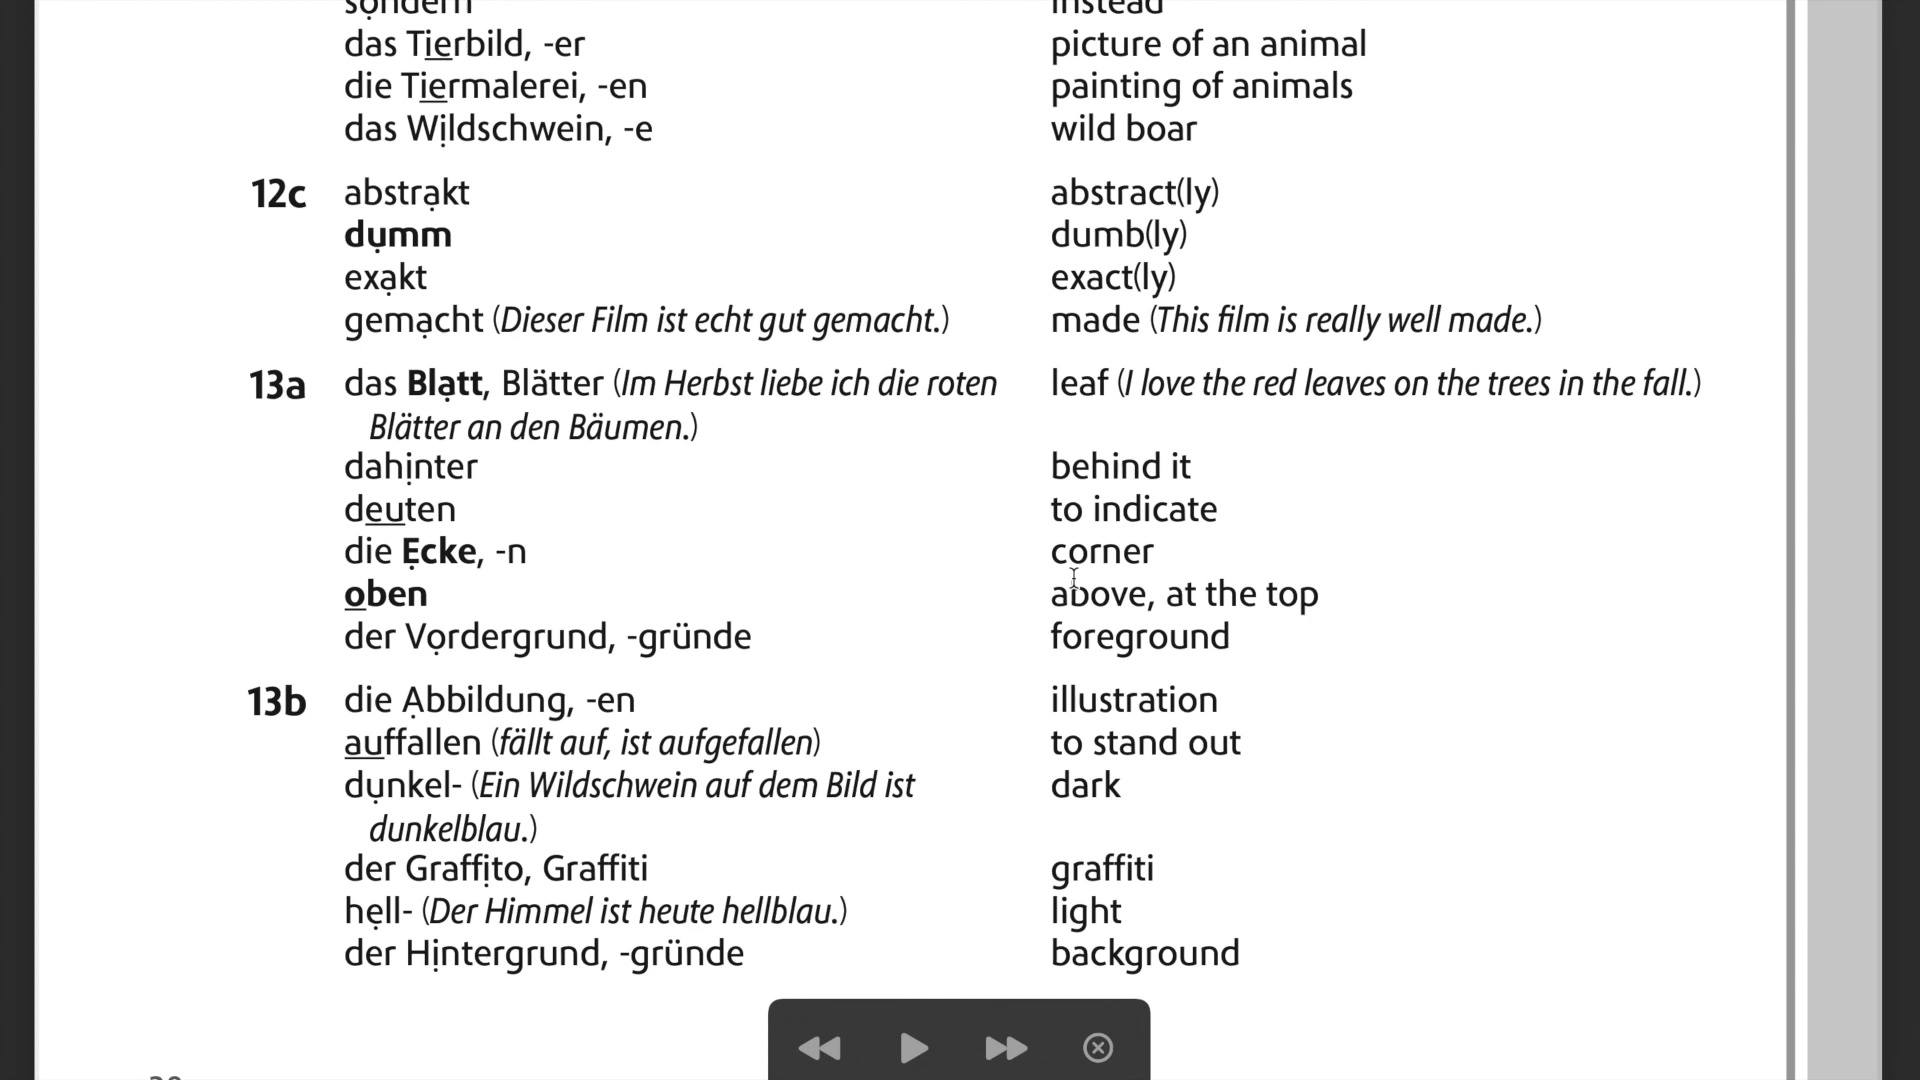 sondern instead
das Tierbild, -er picture of an animal
die Tiermalerei, -en painting of animals
das Wildschwein, -e wild boar
12c abstrakt abstract(ly)
dumm dumb(ly)
exakt exact(ly)
gemacht (Dieser Film ist echt gut gemacht.) made (This film is really well made.)
13a das Blatt, Blätter (Im Herbst liebe ich die roten leaf (I love the red leaves on the trees in the fall.)
Blätter an den Bäumen.)
dahinter behind it
deuten to indicate
die Ecke, -n corner
oben above, at the top
der Vordergrund, -gründe foreground
13b die Abbildung, -en illustration
auffallen (fällt auf, ist aufgefallen) to stand out
dunkel- (Ein Wildschwein auf dem Bild ist dark
dunkelblau.)
der Graffito, Graffiti graffiti
hell- (Der Himmel ist heute hellblau.) light
der Hintergrund, -gründe background